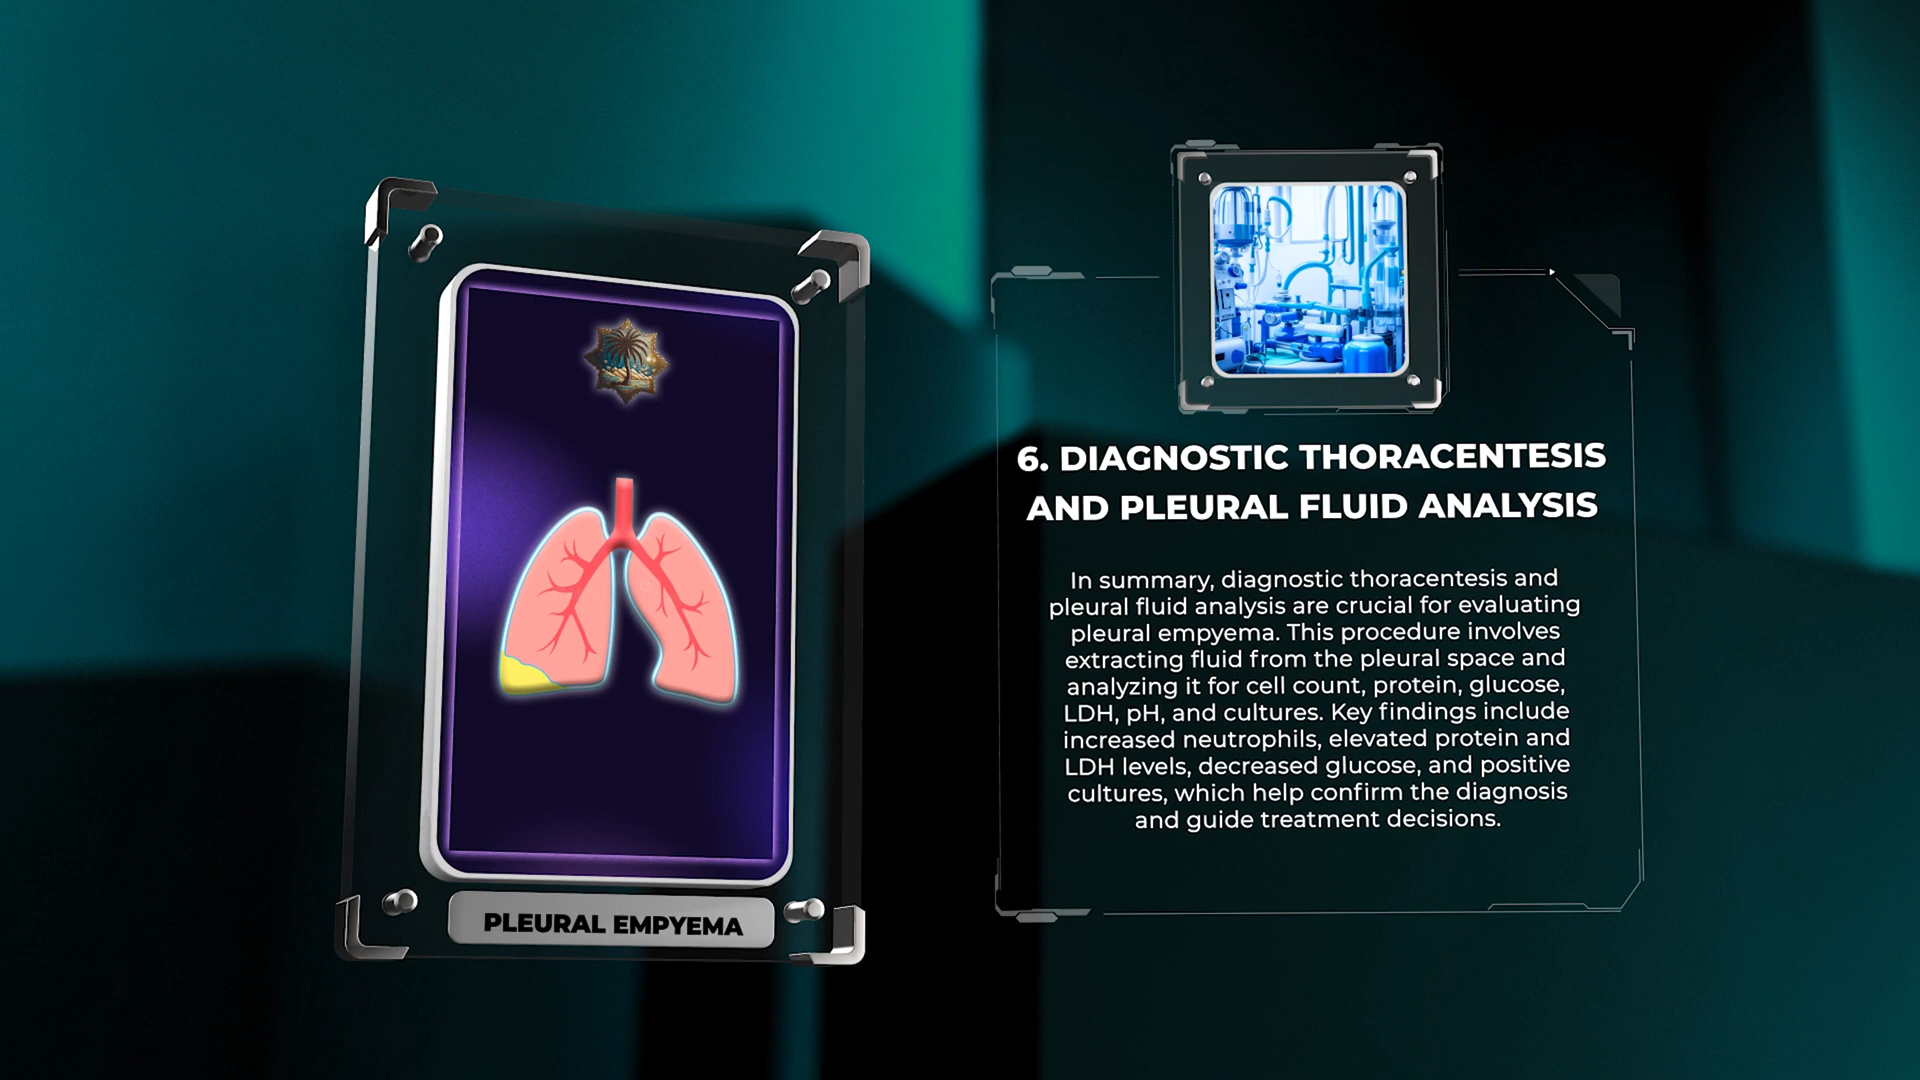 PLEURAL EMPYEMA
6. DIAGNOSTIC THORACENTESIS
AND PLEURAL FLUID ANALYSIS
In summary, diagnostic thoracentesis and
pleural fluid analysis are crucial for evaluating
pleural empyema. This procedure involves
extracting fluid from the pleural space and
analyzing it for cell count, protein, glucose,
LDH, pH, and cultures. Key findings include
increased neutrophils, elevated protein and
LDH levels, decreased glucose, and positive
cultures, which help confirm the diagnosis
and guide treatment decisions.